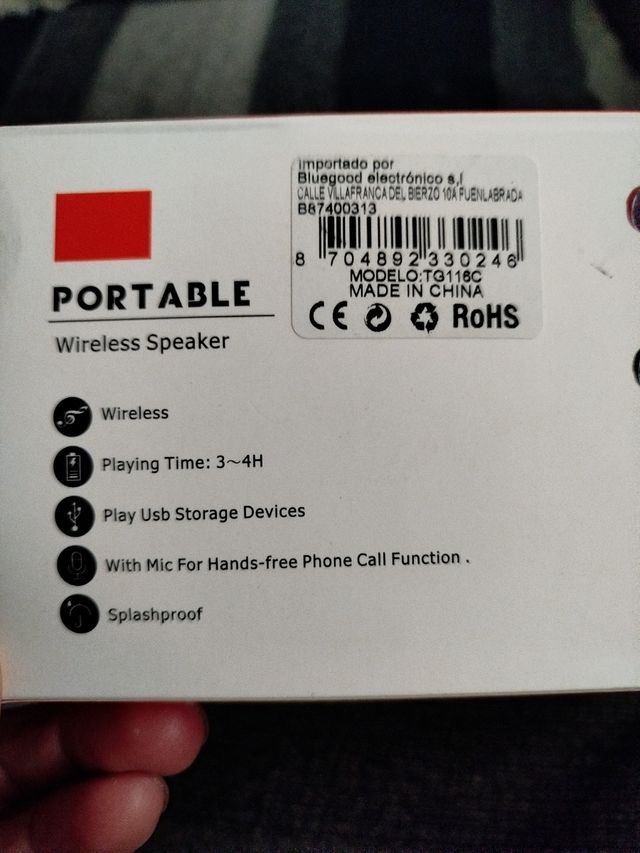 Importado por
Bluegood electrónico s,l
CALLE VILLAFRANCA DEL BIERZO 10A FUENLABRADA
B87400313
8 704892 330246
MODELO:TG116C
MADE IN CHINA
CE RoHS
PORTABLE
Wireless Speaker
Wireless
Playing Time: 3~4H
Play Usb Storage Devices
With Mic For Hands-free Phone Call Function .
Splashproof